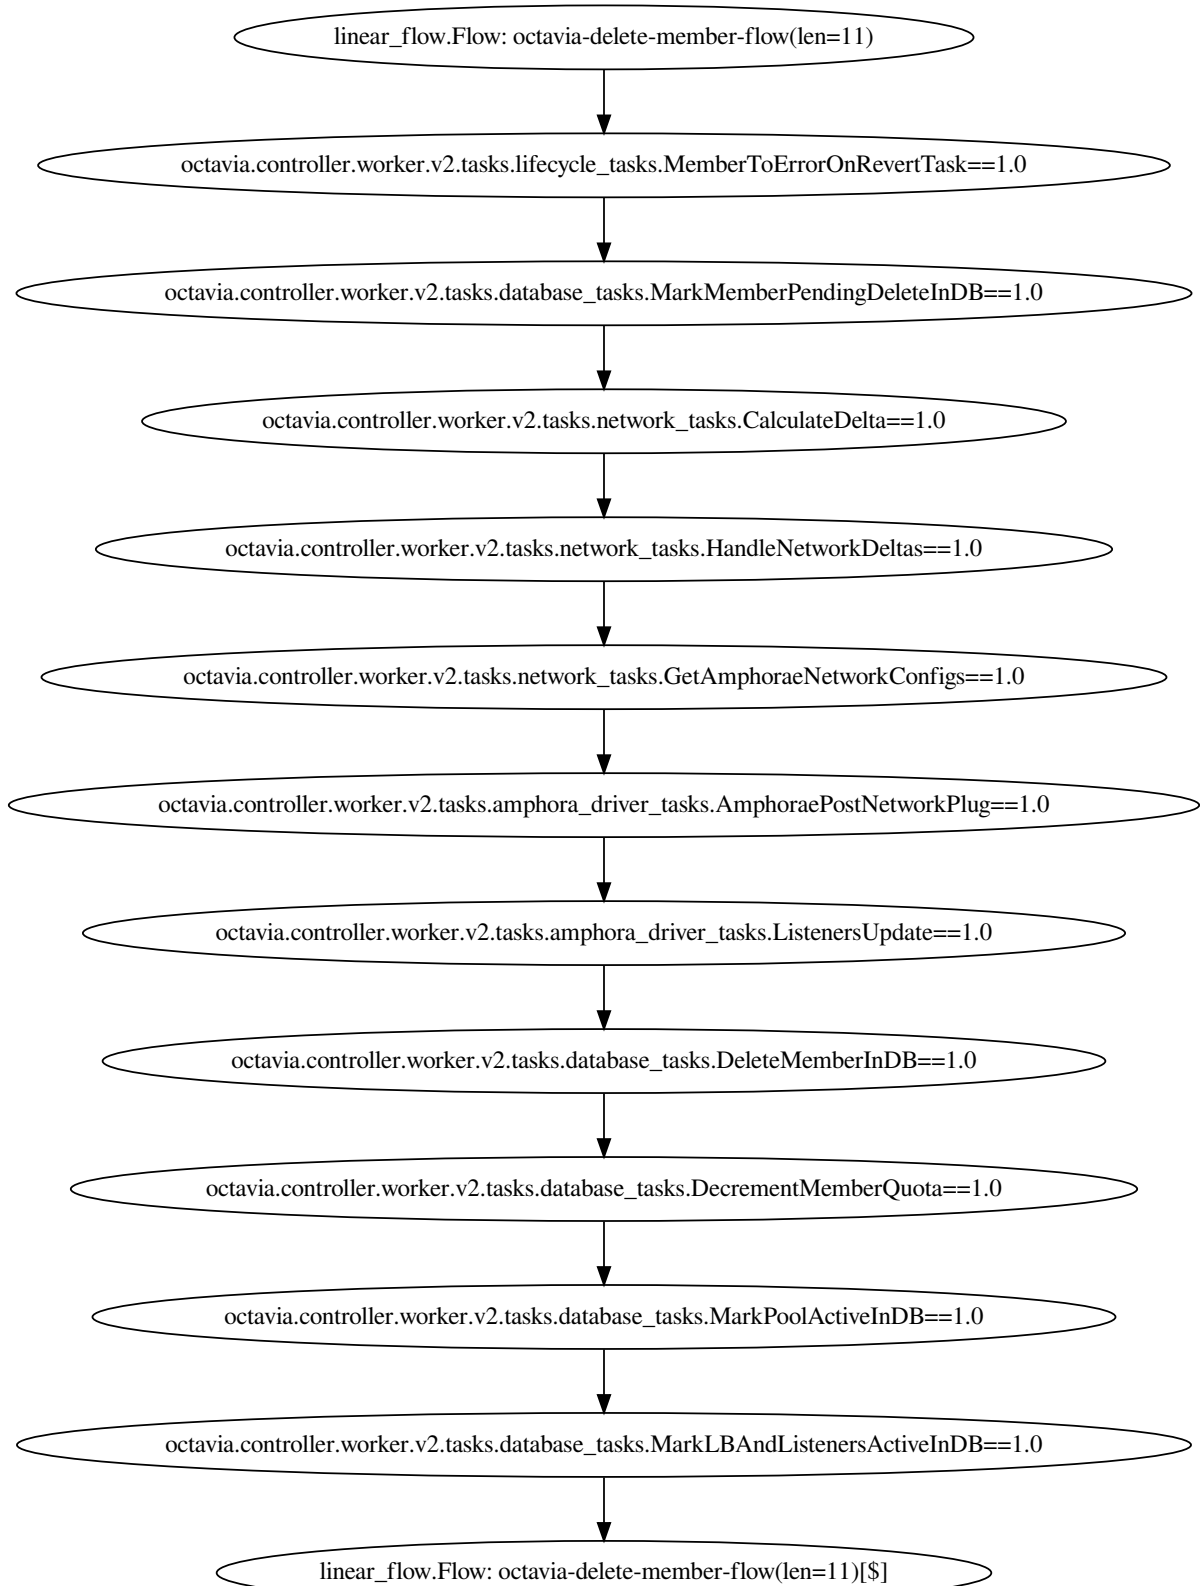 linear_flow.Flow: octavia-delete-member-flow(len=11)
octavia.controller.worker.v2.tasks.lifecycle_tasks.MemberToErrorOnRevertTask==1.0
octavia.controller.worker.v2.tasks.database_tasks.MarkMemberPendingDeleteInDB==1.0
octavia.controller.worker.v2.tasks.network_tasks.CalculateDelta==1.0
octavia.controller.worker.v2.tasks.network_tasks.HandleNetworkDeltas==1.0
octavia.controller.worker.v2.tasks.network_tasks.GetAmphoraeNetworkConfigs==1.0
octavia.controller.worker.v2.tasks.amphora_driver_tasks.AmphoraePostNetworkPlug==1.0
octavia.controller.worker.v2.tasks.amphora_driver_tasks.ListenersUpdate==1.0
octavia.controller.worker.v2.tasks.database_tasks.DeleteMemberInDB==1.0
octavia.controller.worker.v2.tasks.database_tasks.DecrementMemberQuota==1.0
octavia.controller.worker.v2.tasks.database_tasks.MarkPoolActiveInDB==1.0
octavia.controller.worker.v2.tasks.database_tasks.MarkLBAndListenersActiveInDB==1.0
linear_flow.Flow: octavia-delete-member-flow(len=11)[$]